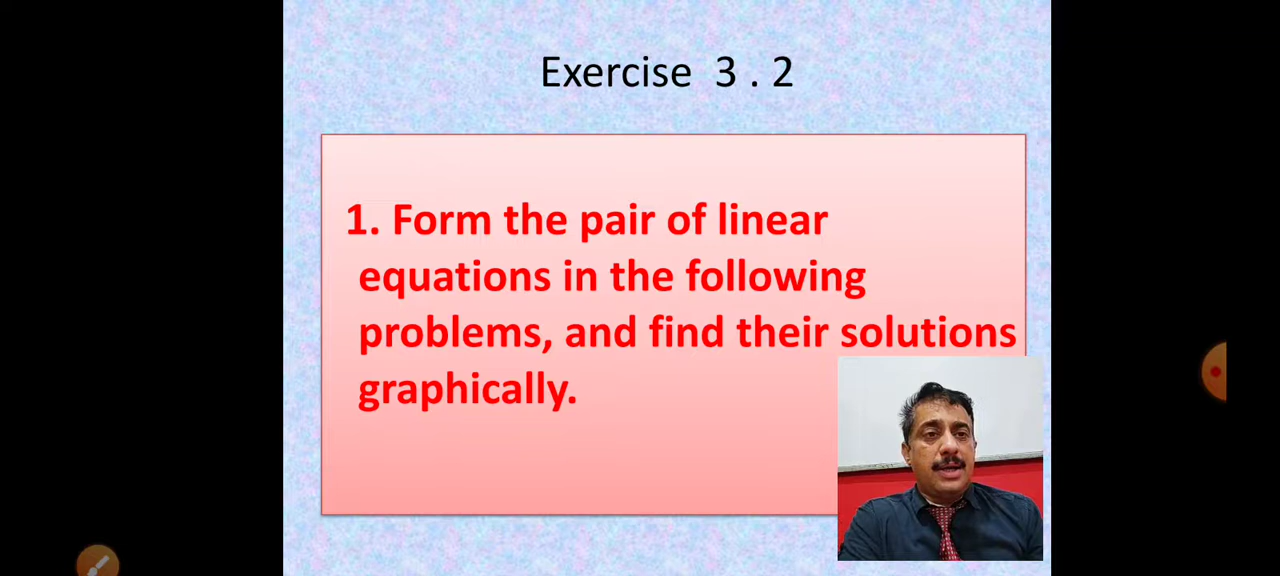 Exercise 3 . 2
1. Form the pair of linear
equations in the following
problems, and find their solutions
graphically.